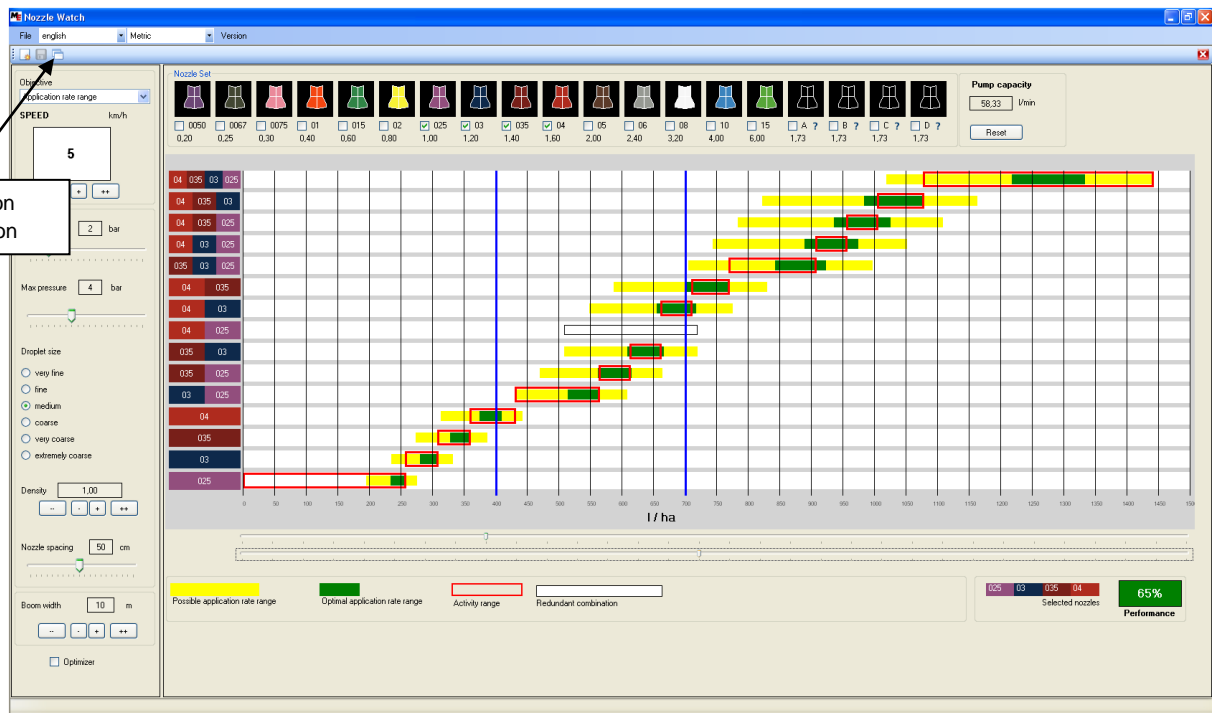 Nozzle Watch
File english Metric Version
Objective
Application rate range
SPEED km/h
5
+ ++
on
on
2 bar
Max pressure 4 bar
Droplet size
very fine
fine
medium
coarse
very coarse
extremely coarse
Density 1,00
-- - + ++
Nozzle spacing 50 cm
Boom width 10 m
-- - + ++
Optimizer
Nozzle Set
0050 0067 0075 01 015 02 025 03 035 04 05 06 08 10 15 A ? B ? C ? D ?
0,20 0,25 0,30 0,40 0,60 0,80 1,00 1,20 1,40 1,60 2,00 2,40 3,20 4,00 6,00 1,73 1,73 1,73 1,73
Pump capacity
58,33 l/min
Reset
04 035 03 025
04 035 03
04 035 025
04 03 025
035 03 025
04 035
04 03
04 025
035 03
035 025
03 025
04
035
03
025
0 50 100 150 200 250 300 350 400 450 500 550 600 650 700 750 800 850 900 950 1000 1050 1100 1150 1200 1250 1300 1350 1400 1450 1500
l / ha
Possible application rate range
Optimal application rate range
Activity range
Redundant combination
025 03 035 04
Selected nozzles
65%
Performance